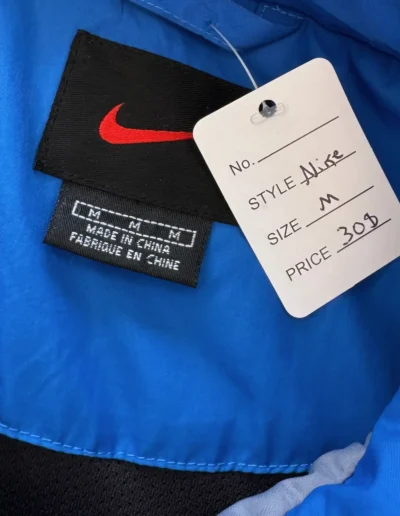 No.
STYLE Nike
SIZE M
PRICE 30$
M M M
MADE IN CHINA
FABRIQUE EN CHINE